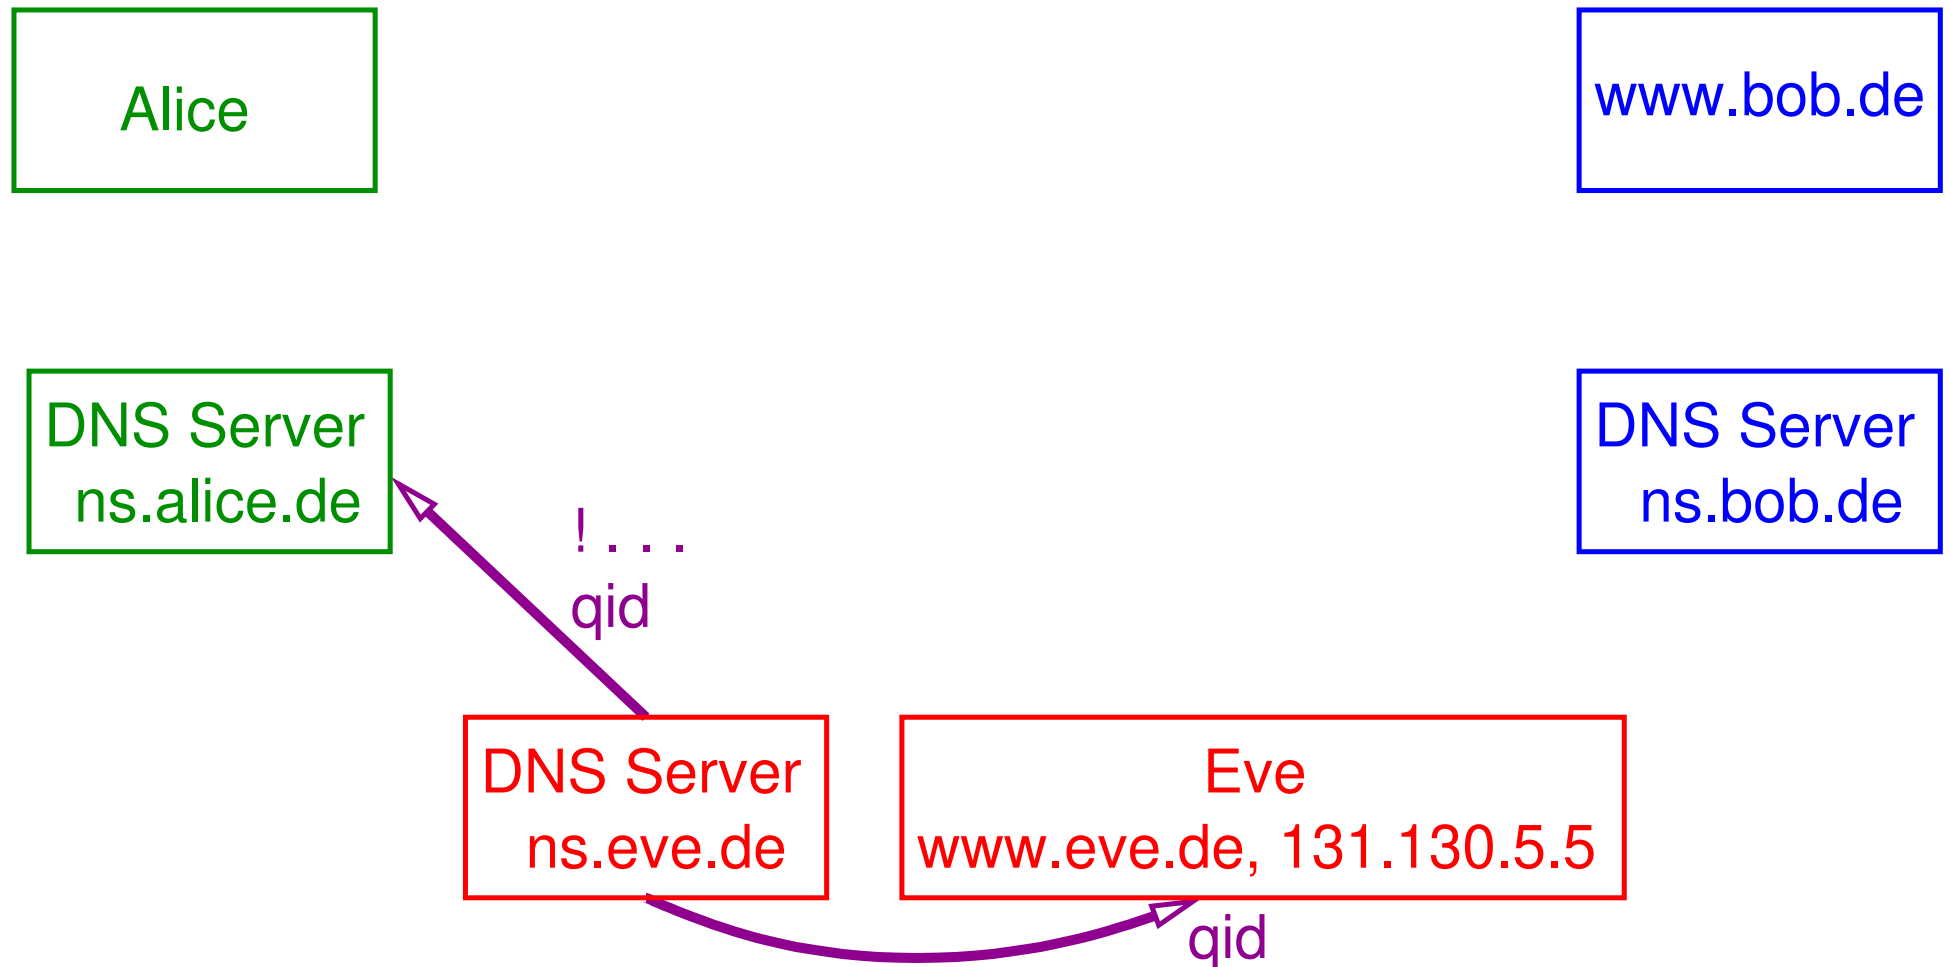 Alice
www.bob.de
DNS Server
ns.alice.de
DNS Server
ns.bob.de
! . . .
qid
DNS Server
ns.eve.de
Eve
www.eve.de, 131.130.5.5
qid